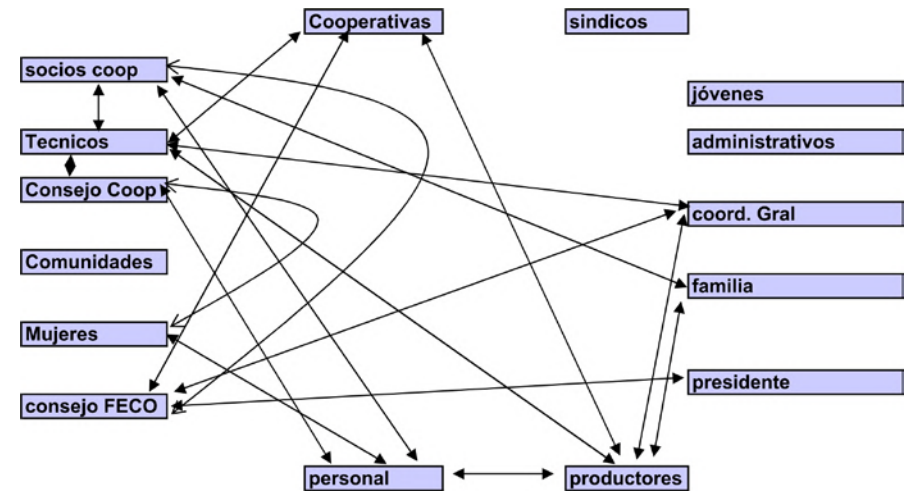 Cooperativas
sindicos
socios coop
jóvenes
Tecnicos
administrativos
Consejo Coop
coord. Gral
Comunidades
familia
Mujeres
presidente
consejo FECO
personal
productores